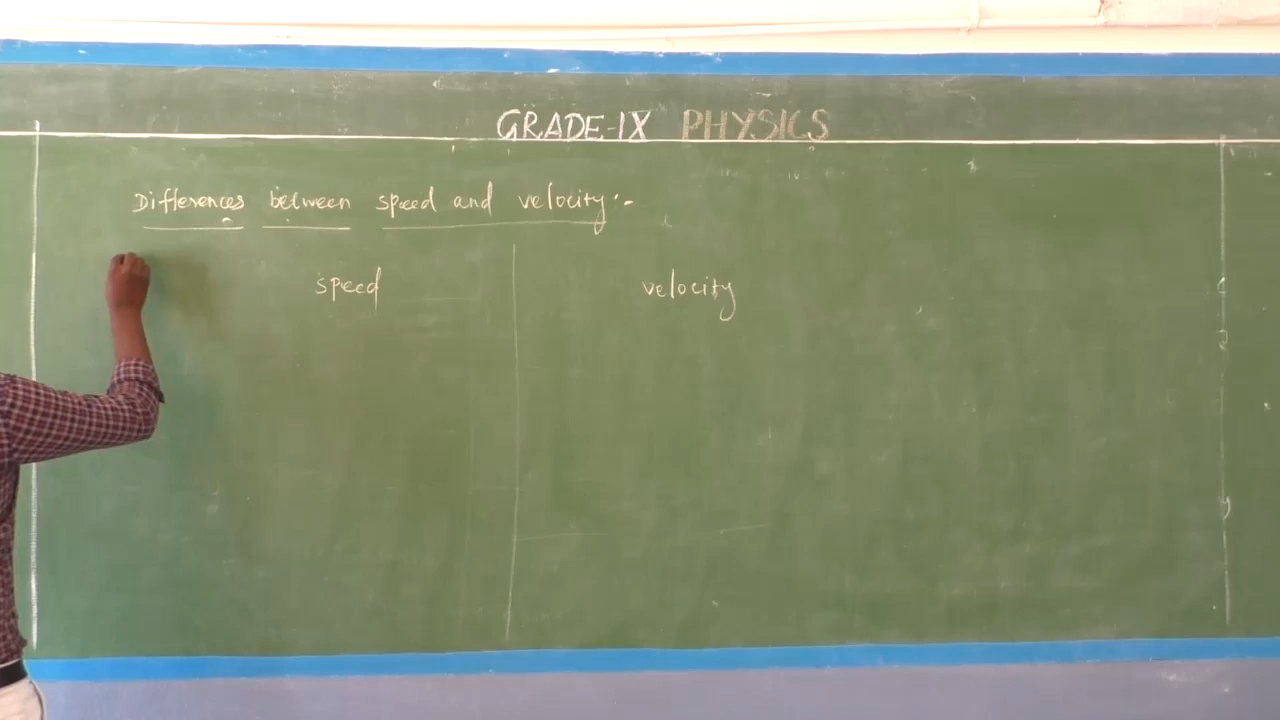 GRADE-IX PHYSICS
Differences between speed and velocity:-
speed velocity